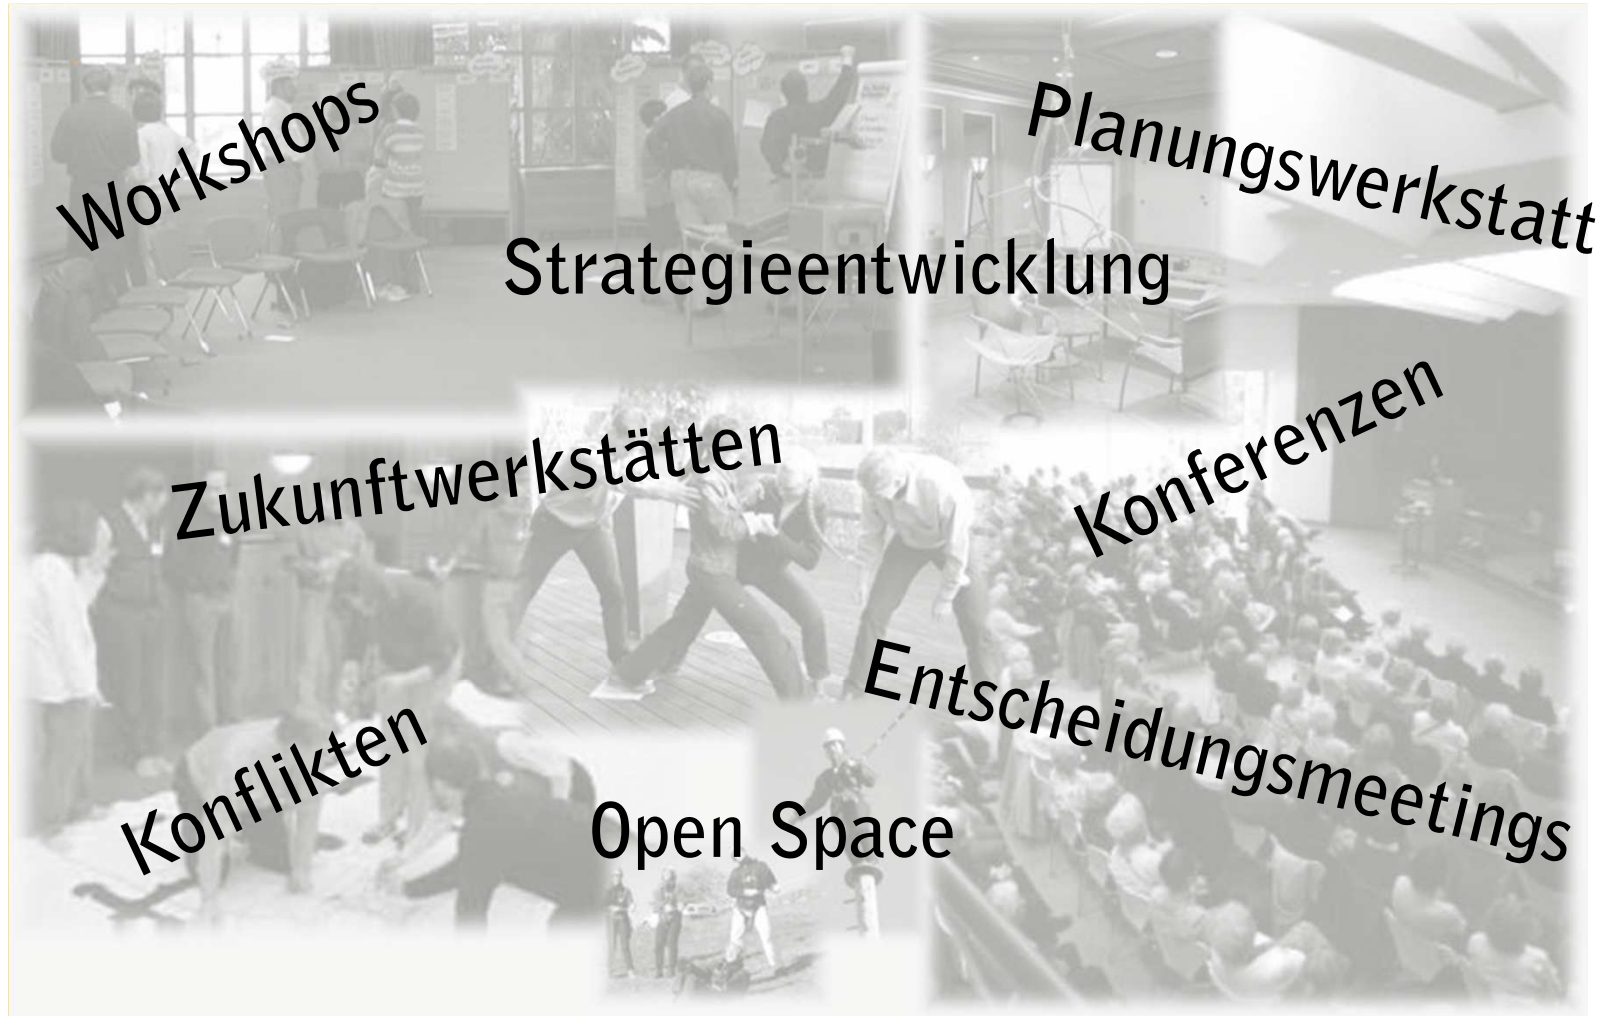 Workshops
Planungswerkstatt
Strategieentwicklung
Zukunftwerkstätten
Konferenzen
Entscheidungsmeetings
Konflikten
Open Space